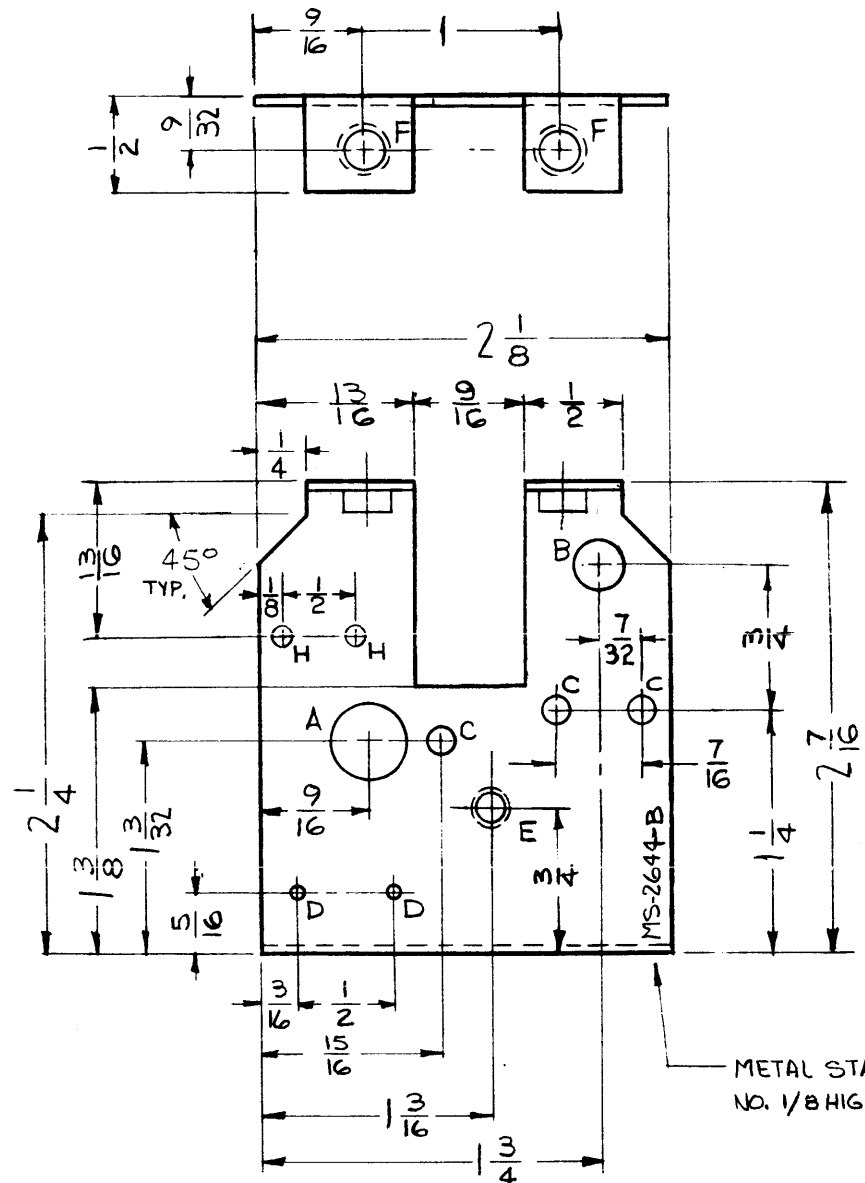 9/16 1
9/32
1/2
F F
2 1/8
13/16 9/16 1/2
1/4
13/16
45°
TYP.
1/8 1/2
H H
B
7/32
3/4
C C
A C
7/16
2 7/16
2 1/4
9/16
1 3/32
1 3/8
E
3/4
1 1/4
MS-2644-B
5/16
D D
3/16 1/2
15/16
1 3/16
1 3/4
METAL STA
NO. 1/8 HIG